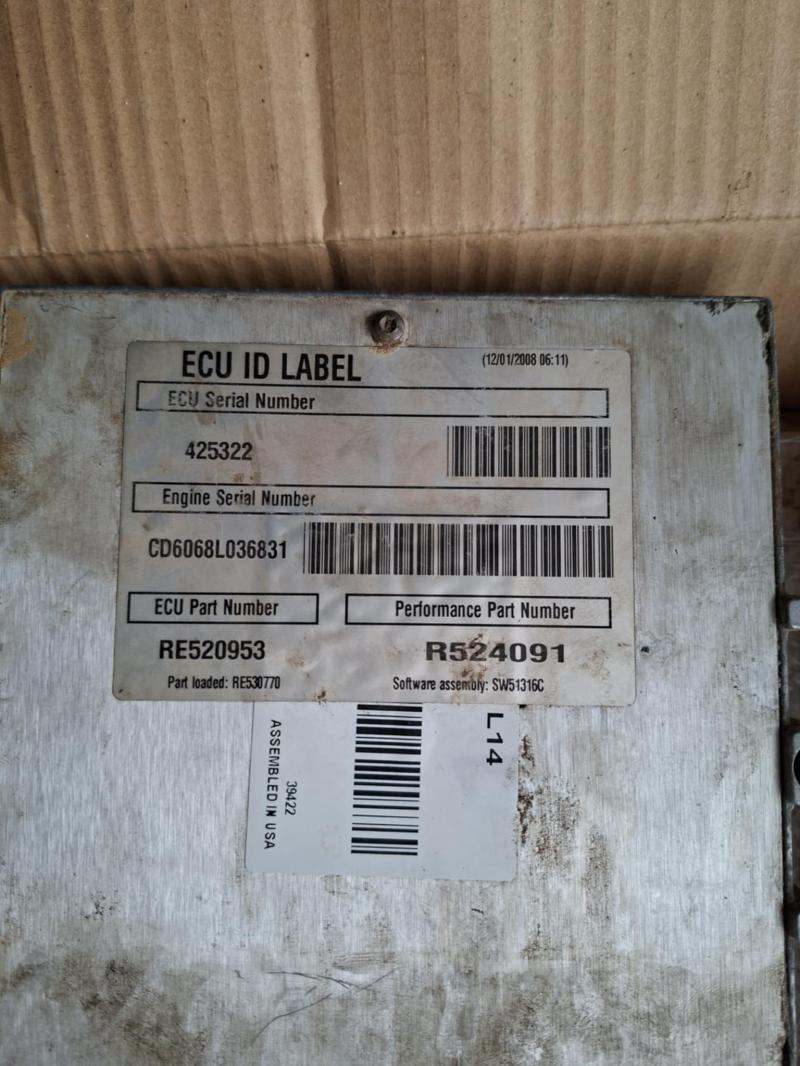 ECU ID LABEL
(12/01/2008 06:11)
ECU Serial Number
425322
Engine Serial Number
CD6068L036831
ECU Part Number
Performance Part Number
RE520953
R524091
Part loaded: RE530770
Software assembly: SW51316C
L14
39422
ASSEMBLED IN USA